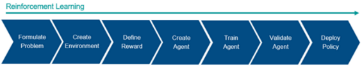 Reinforcement Learning
Formulate
Problem
Create
Environment
Define
Reward
Create
Agent
Train
Agent
Validate
Agent
Deploy
Policy